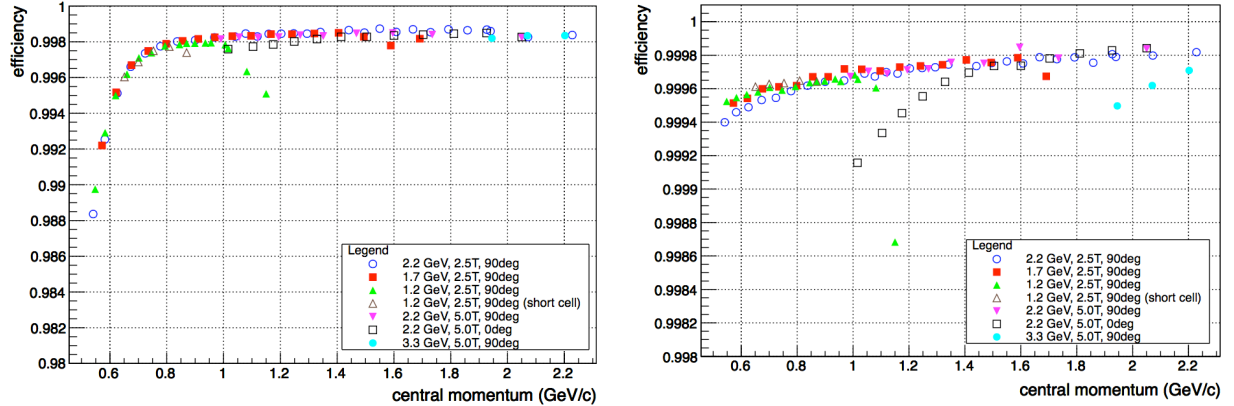 efficiency
1
0.998
0.996
0.994
0.992
0.99
0.988
0.986
0.984
0.982
0.98
Legend
2.2 GeV, 2.5T, 90deg
1.7 GeV, 2.5T, 90deg
1.2 GeV, 2.5T, 90deg
1.2 GeV, 2.5T, 90deg (short cell)
2.2 GeV, 5.0T, 90deg
2.2 GeV, 5.0T, 0deg
3.3 GeV, 5.0T, 90deg
0.6 0.8 1 1.2 1.4 1.6 1.8 2 2.2
central momentum (GeV/c)
efficiency
1
0.9998
0.9996
0.9994
0.9992
0.999
0.9988
0.9986
0.9984
0.9982
0.998
Legend
2.2 GeV, 2.5T, 90deg
1.7 GeV, 2.5T, 90deg
1.2 GeV, 2.5T, 90deg
1.2 GeV, 2.5T, 90deg (short cell)
2.2 GeV, 5.0T, 90deg
2.2 GeV, 5.0T, 0deg
3.3 GeV, 5.0T, 90deg
0.6 0.8 1 1.2 1.4 1.6 1.8 2 2.2
central momentum (GeV/c)